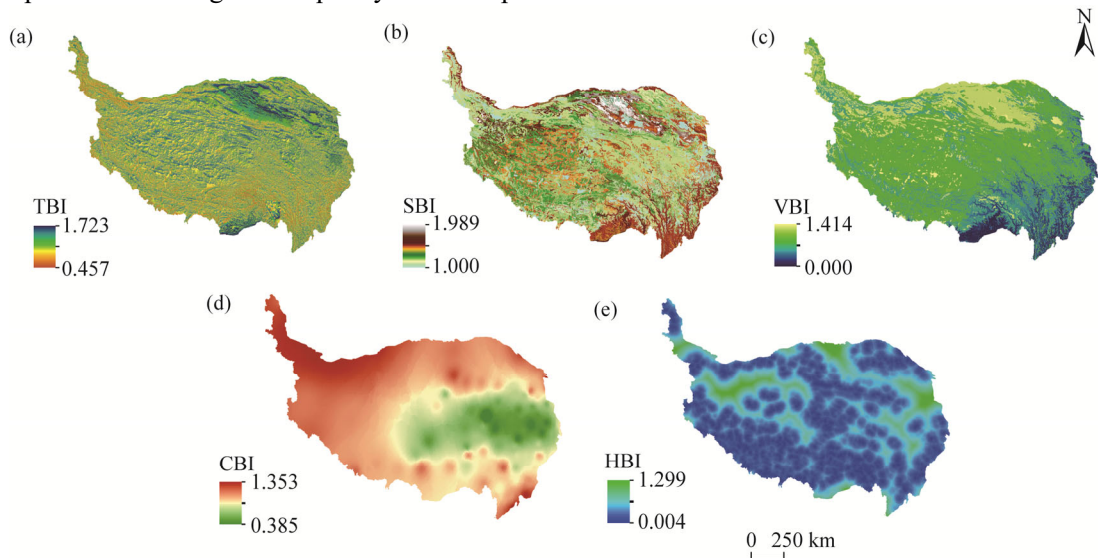 (a)
TBI
1.723
0.457
(b)
SBI
1.989
1.000
(c)
VBI
1.414
0.000
N
(d)
CBI
1.353
0.385
(e)
HBI
1.299
0.004
0 250 km